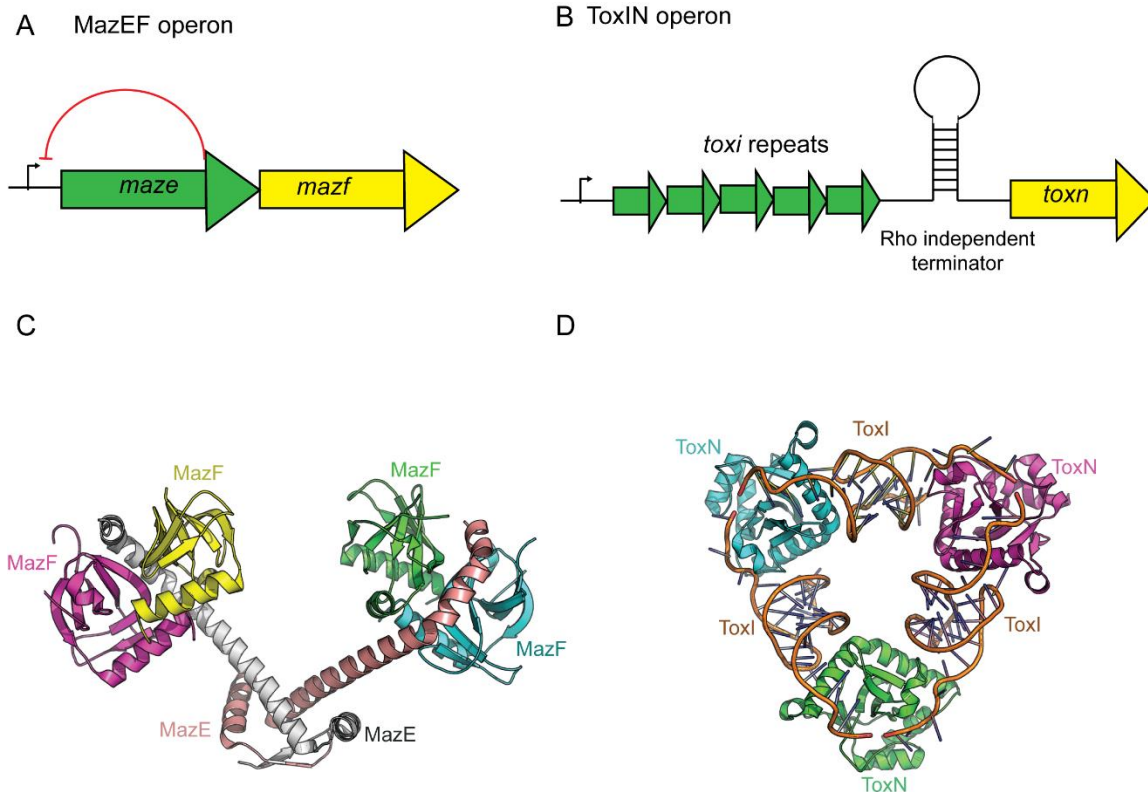 A
MazEF operon
maze
mazf
B
ToxIN operon
toxi repeats
toxn
Rho independent
terminator
C
MazF
MazF
MazF
MazF
MazE
MazE
D
ToxI
ToxN
ToxN
ToxI
ToxI
ToxN